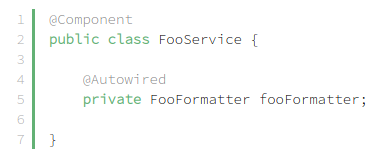 1 @Component
2 public class FooService {
3
4     @Autowired
5     private FooFormatter fooFormatter;
6
7 }